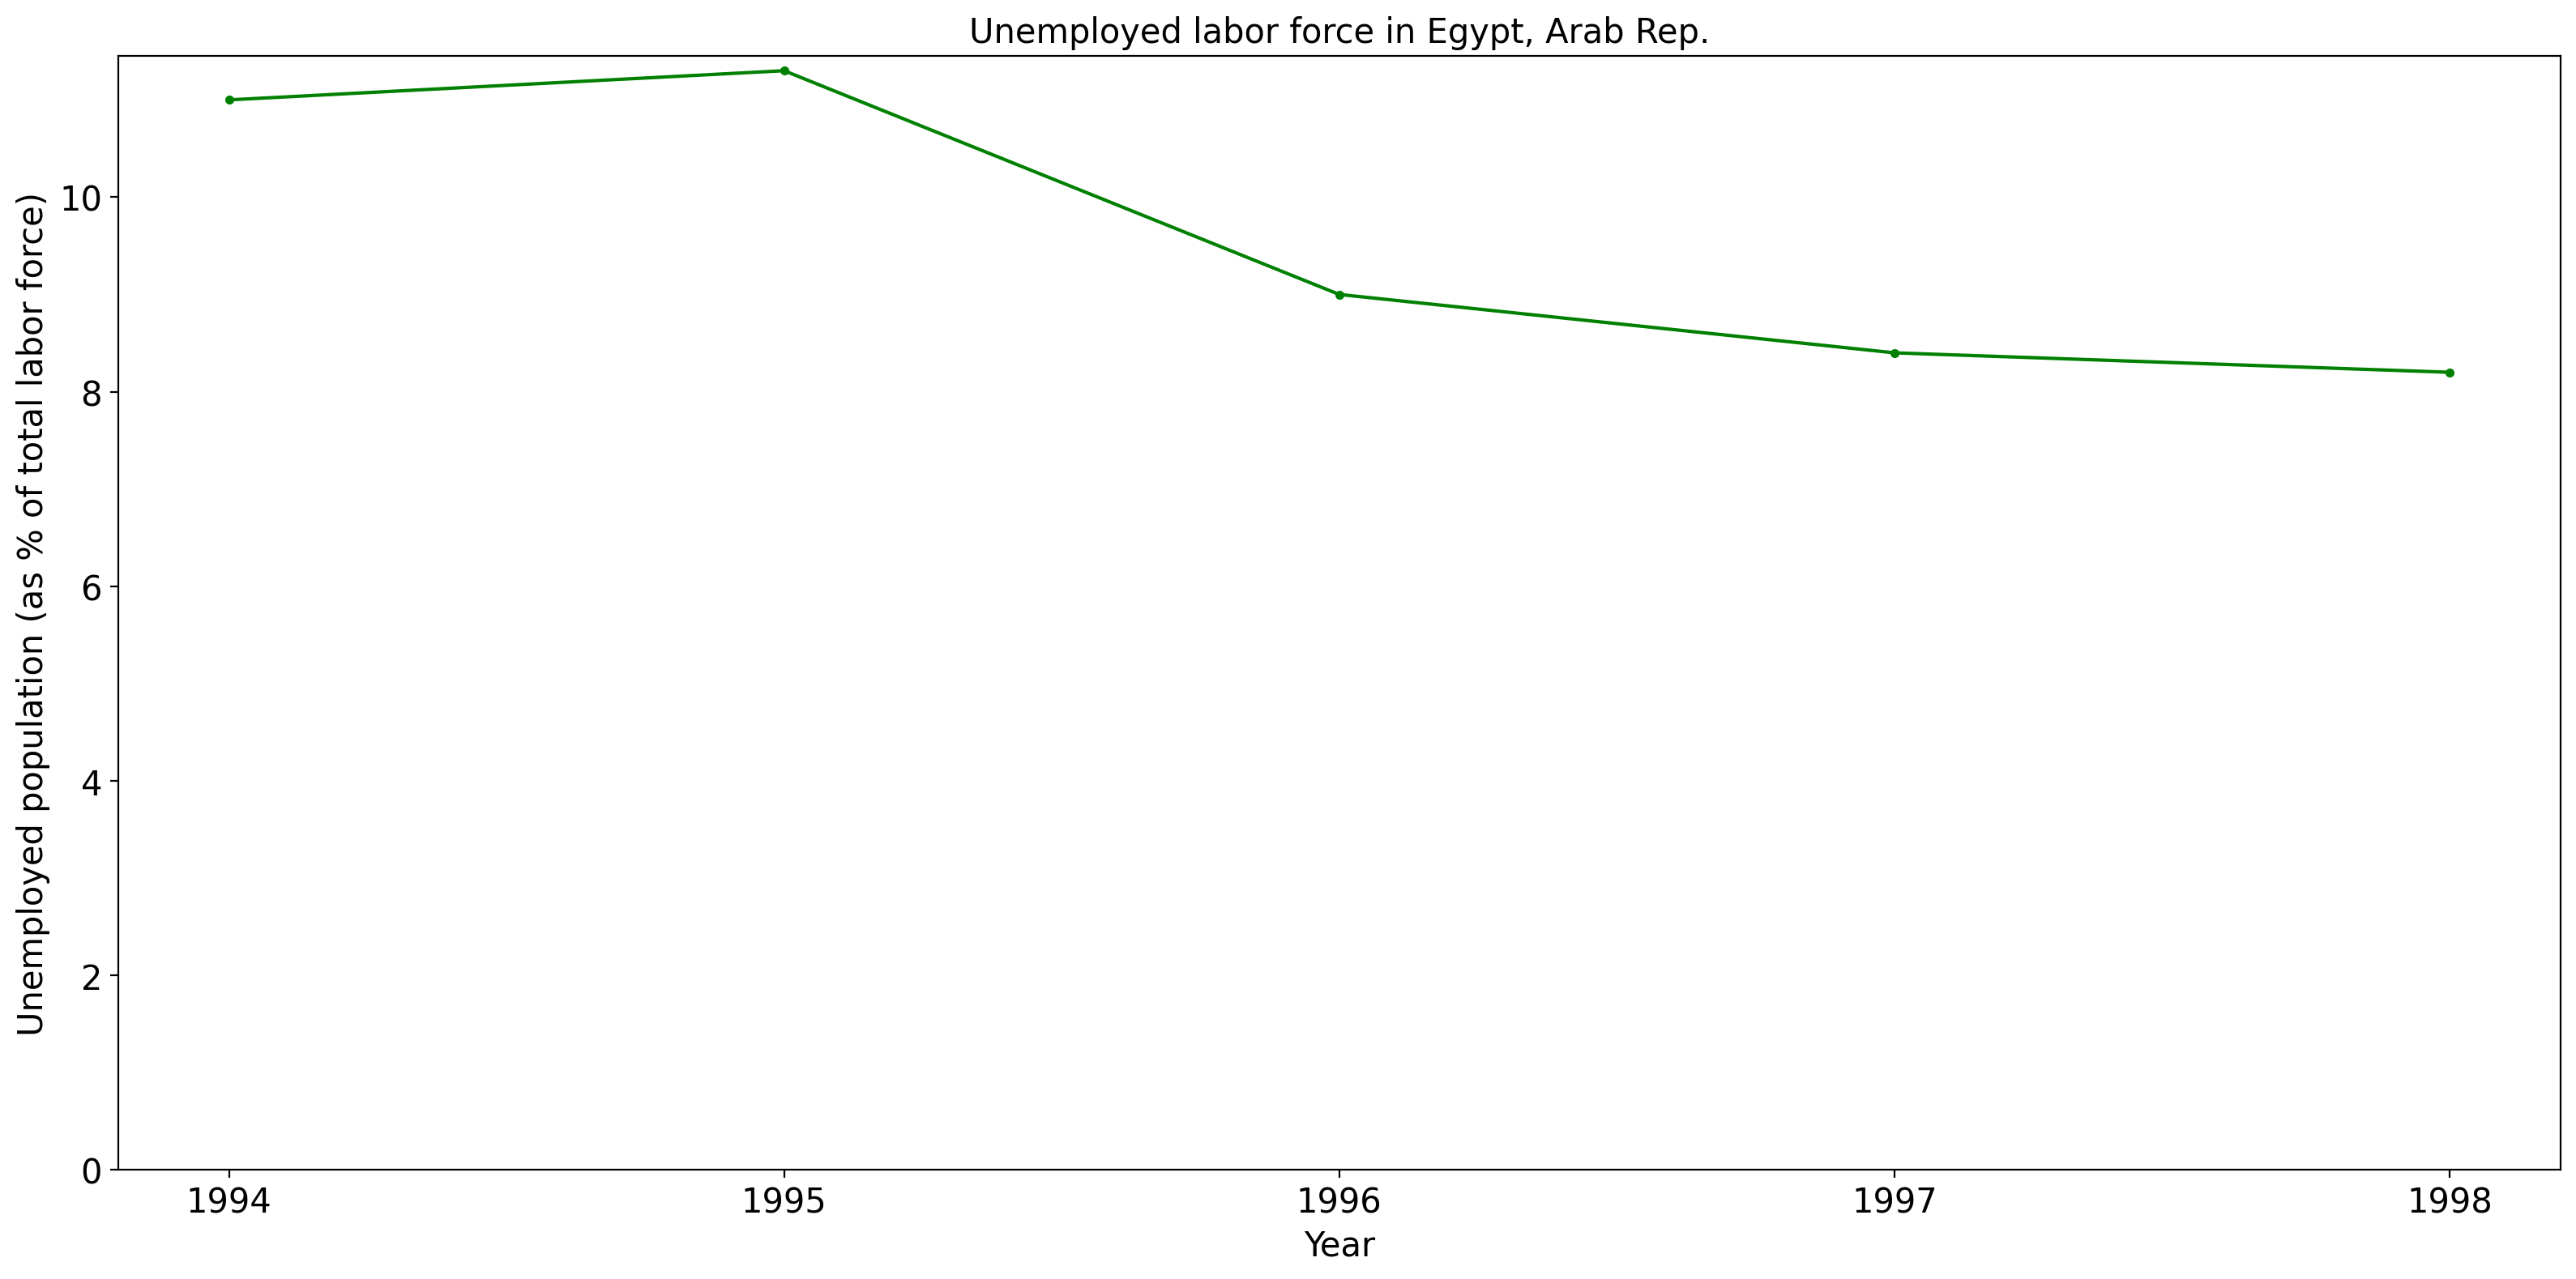 Unemployed labor force in Egypt, Arab Rep.
Unemployed population (as % of total labor force)
10
8
6
4
2
0
1994 1995 1996 1997 1998
Year